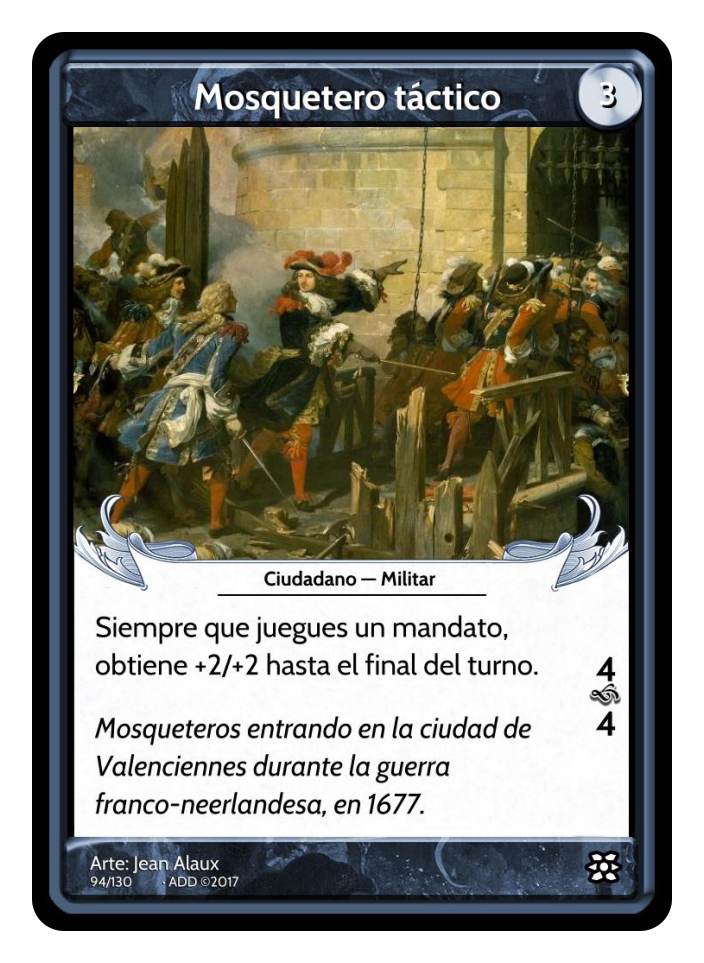 Mosquetero táctico
3
Ciudadano — Militar
Siempre que juegues un mandato,
obtiene +2/+2 hasta el final del turno.
4
4
Mosqueteros entrando en la ciudad de
Valenciennes durante la guerra
franco-neerlandesa, en 1677.
Arte: Jean Alaux
94/130 · ADD ©2017